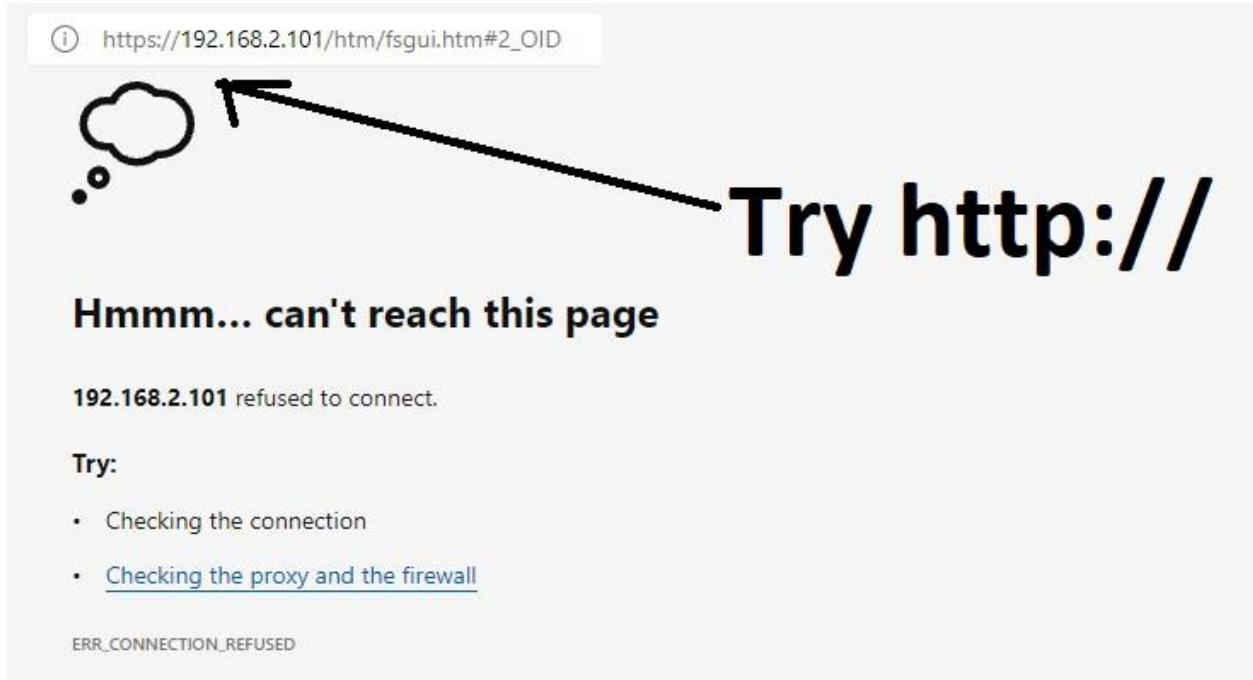 https://192.168.2.101/htm/fsgui.htm#2_OID
Try http://
Hmmm... can't reach this page
192.168.2.101 refused to connect.
Try:
• Checking the connection
• Checking the proxy and the firewall
ERR_CONNECTION_REFUSED